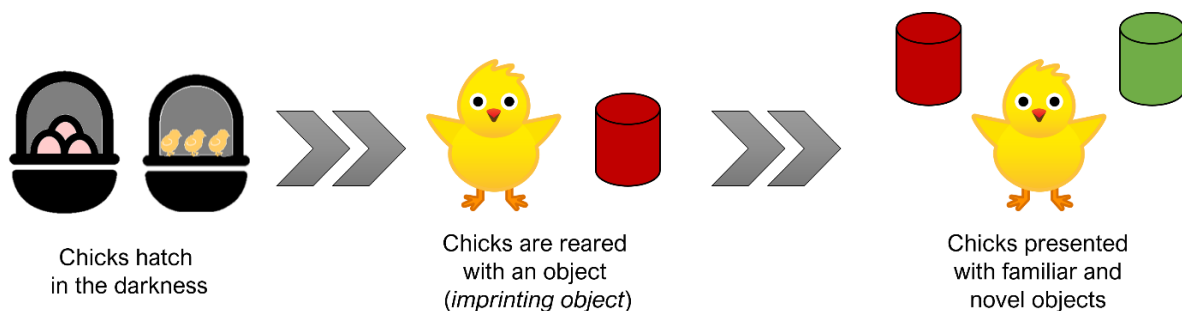 Chicks hatch
in the darkness
Chicks are reared
with an object
(imprinting object)
Chicks presented
with familiar and
novel objects